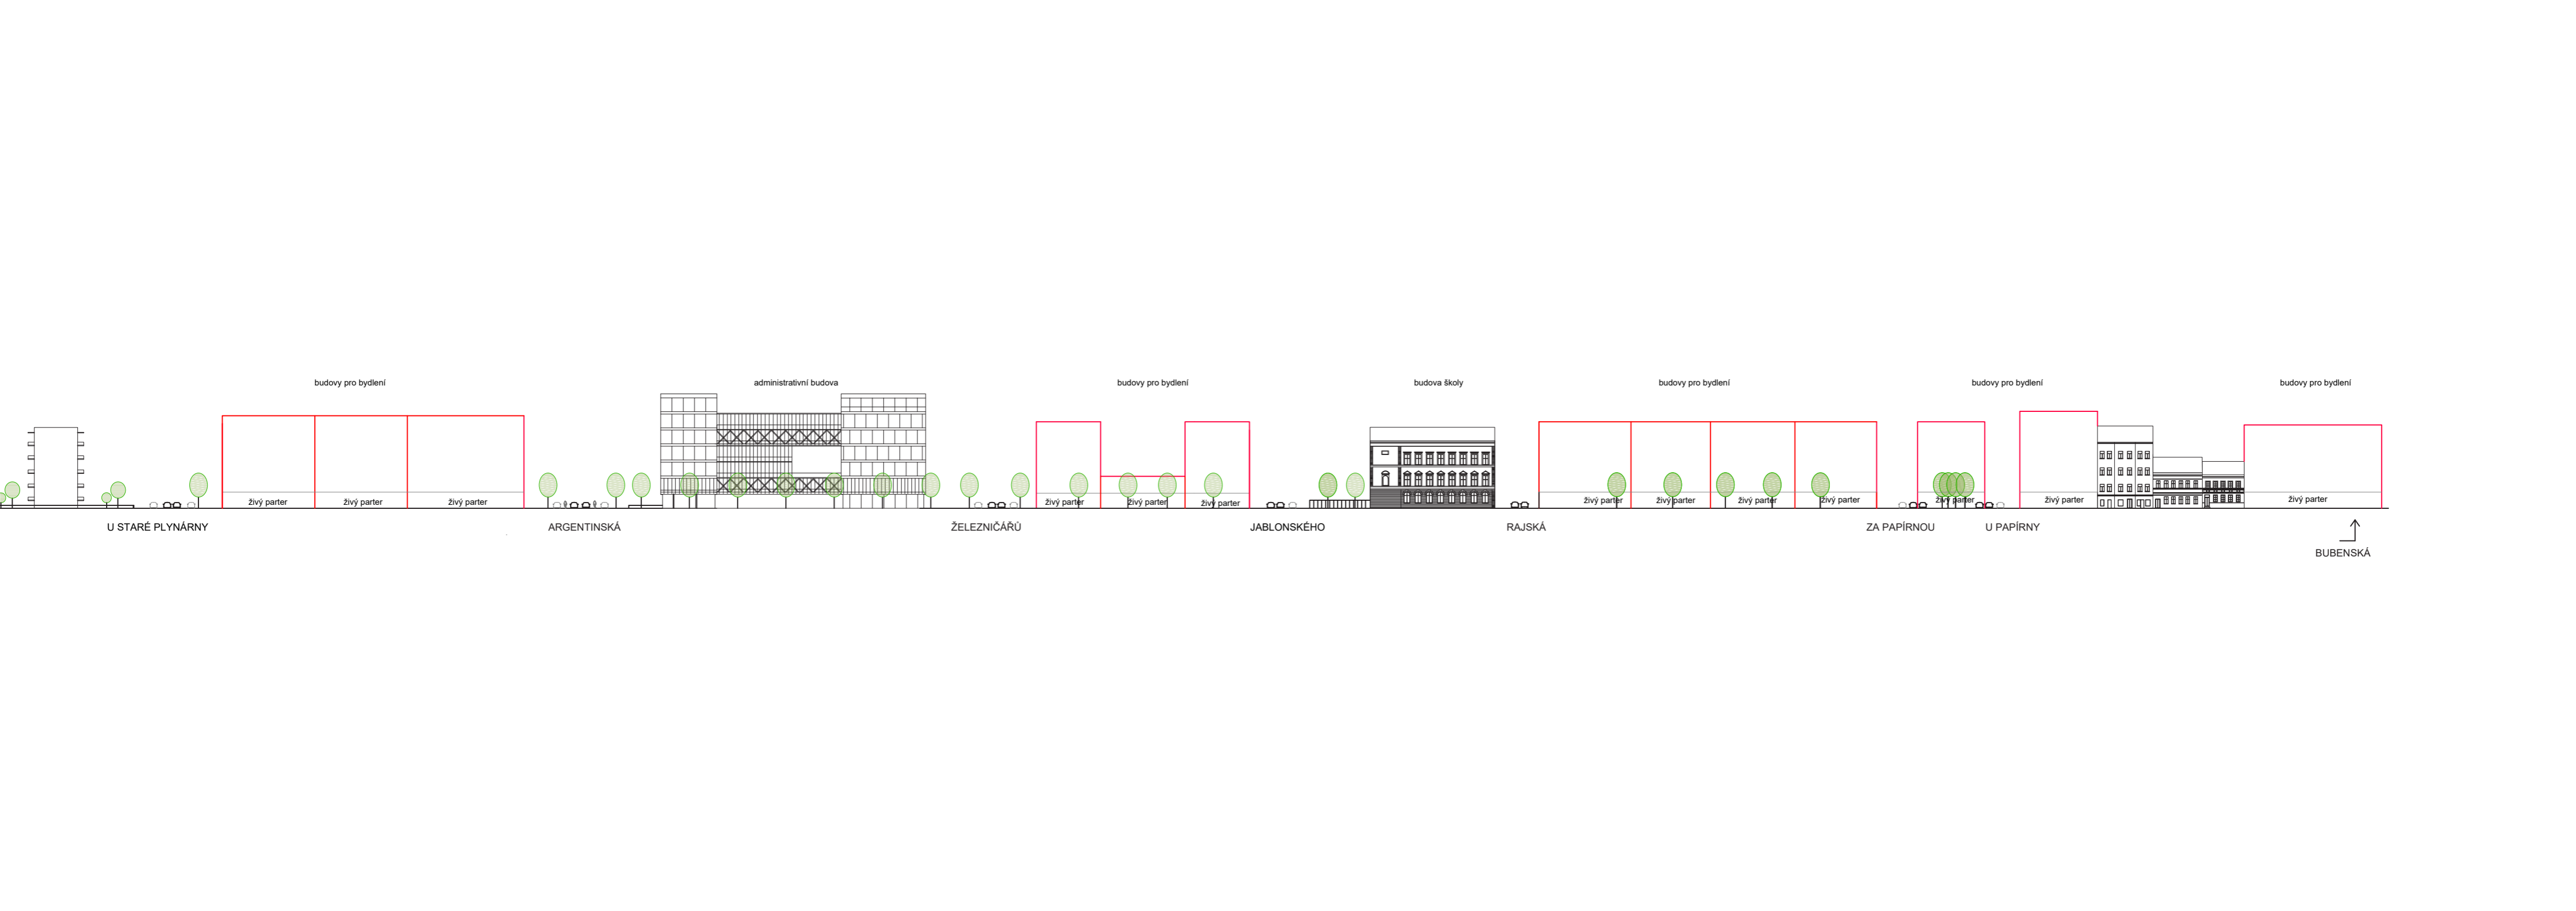 budovy pro bydlení
administrativní budova
budovy pro bydlení
budova školy
budovy pro bydlení
budovy pro bydlení
budovy pro bydlení
živý parter
živý parter
živý parter
živý parter
živý parter
živý parter
živý parter
živý parter
živý parter
živý parter
živý parter
živý parter
živý parter
U STARÉ PLYNÁRNY
ARGENTINSKÁ
ŽELEZNIČÁŘŮ
JABLONSKÉHO
RAJSKÁ
ZA PAPÍRNOU
U PAPÍRNY
BUBENSKÁ